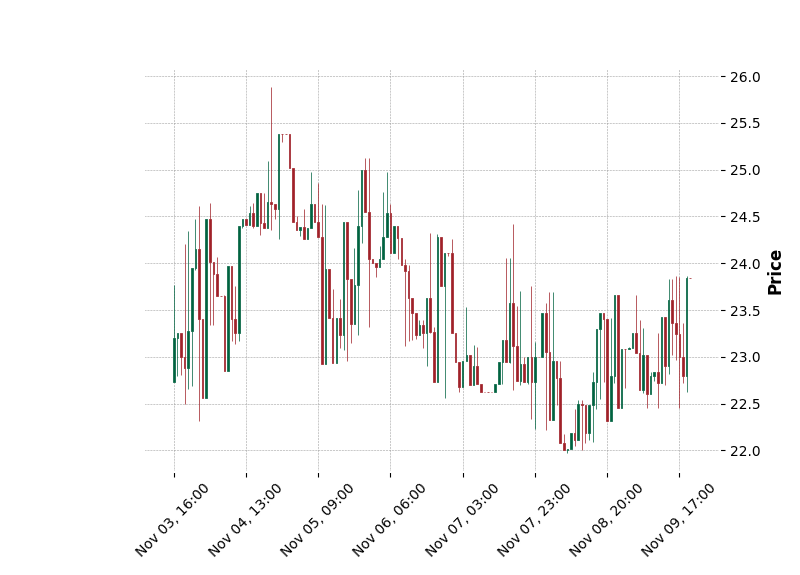 26.0
25.5
25.0
24.5
24.0
23.5
23.0
22.5
22.0
Price
Nov 03, 16:00
Nov 04, 13:00
Nov 05, 09:00
Nov 06, 06:00
Nov 07, 03:00
Nov 07, 23:00
Nov 08, 20:00
Nov 09, 17:00